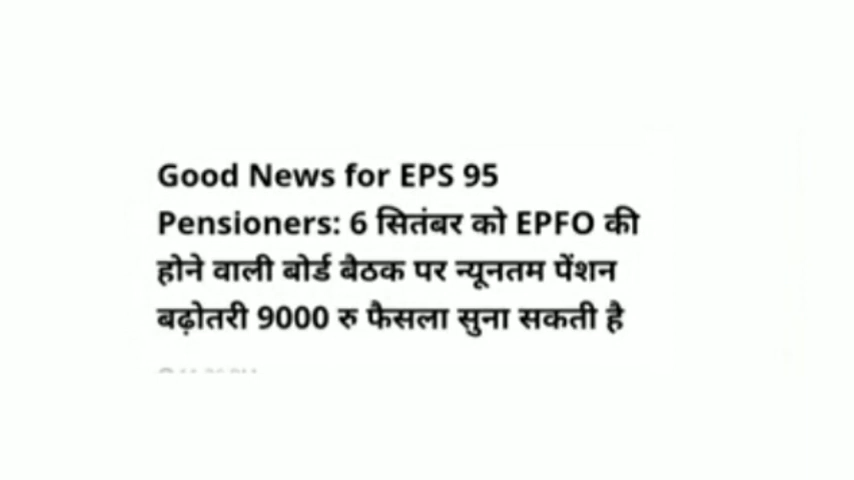 Good News for EPS 95
Pensioners: 6 सितंबर को EPFO की
होने वाली बोर्ड बैठक पर न्यूनतम पेंशन
बढ़ोतरी 9000 रु फैसला सुना सकती है